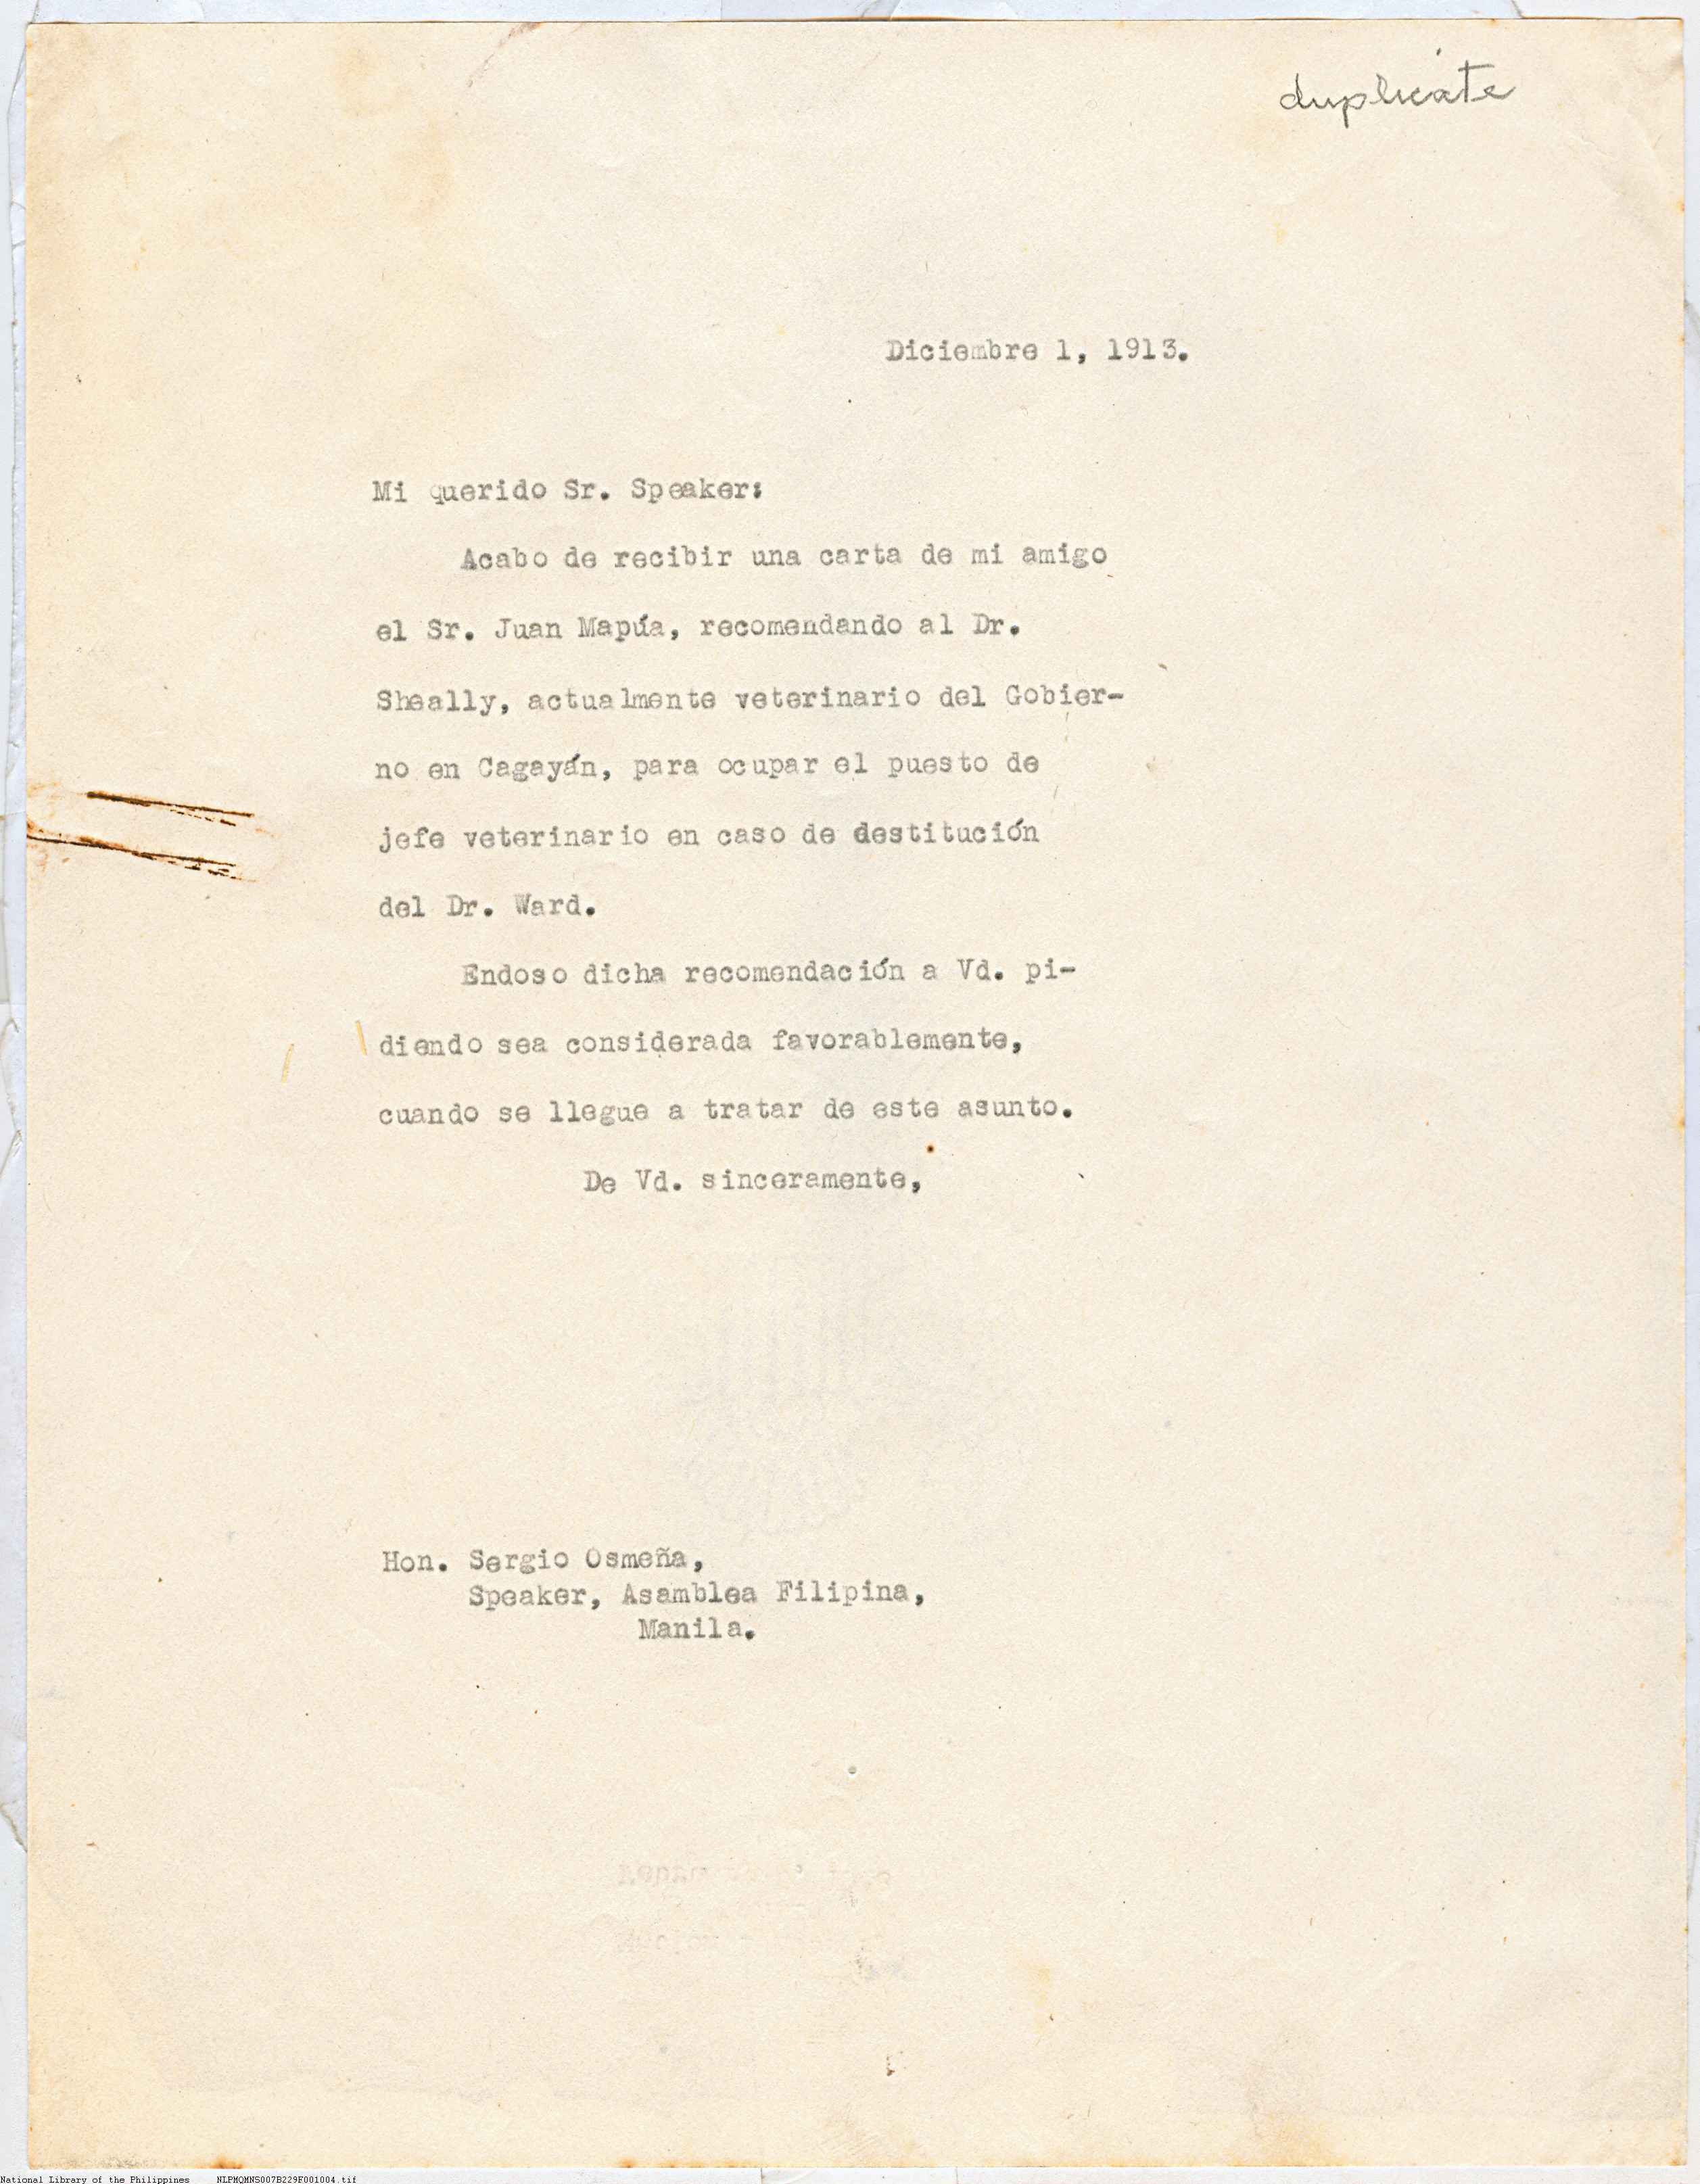 duplicate
Diciembre 1, 1913.
Mi querido Sr. Speaker:
Acabo de recibir una carta de mi amigo
el Sr. Juan Mapúa, recomendando al Dr.
Sheally, actualmente veterinario del Gobier-
no en Cagayán, para ocupar el puesto de
jefe veterinario en caso de destitución
del Dr. Ward.
Endoso dicha recomendación a Vd. pi-
diendo sea considerada favorablemente,
cuando se llegue a tratar de este asunto.
De Vd. sinceramente,
Hon. Sergio Osmeña,
Speaker, Asamblea Filipina,
Manila.
National Library of the Philippines NLPMQMNS007B229F001004.tif